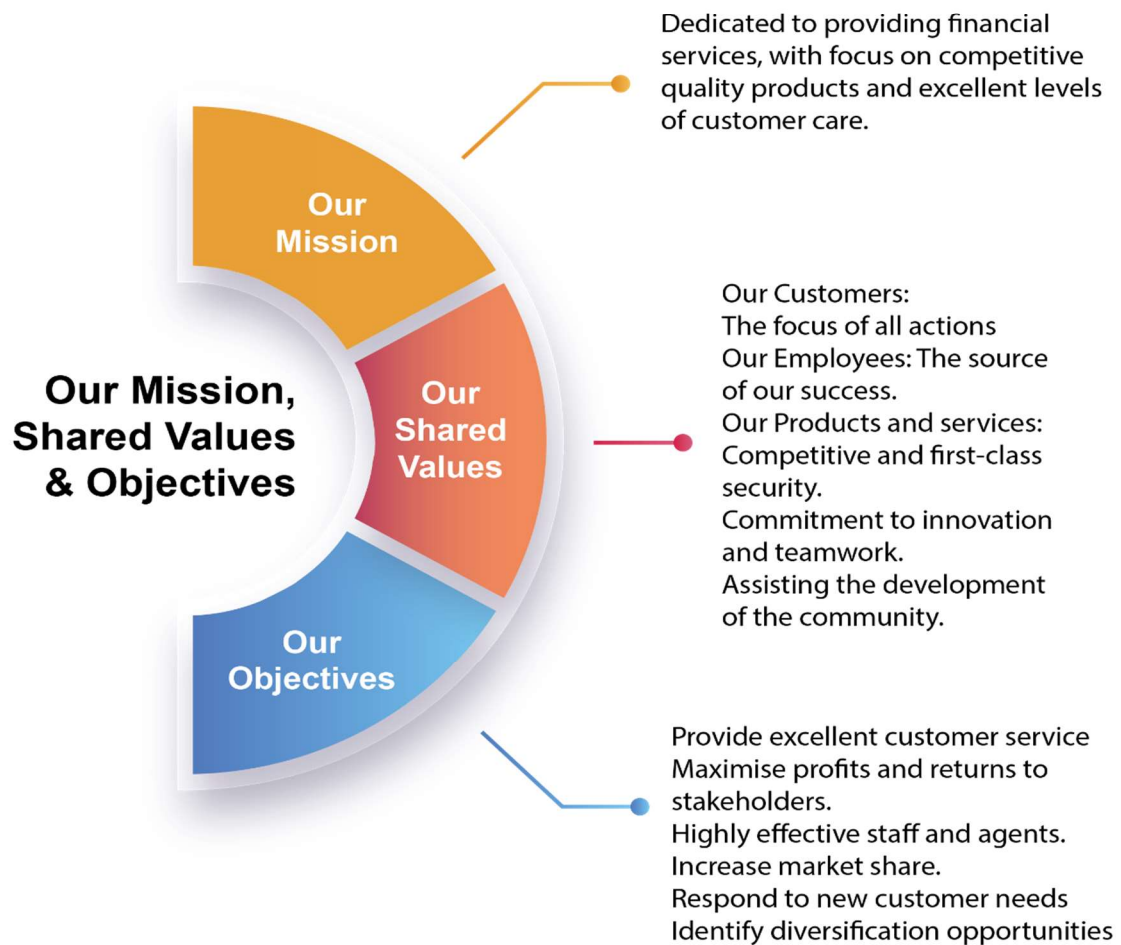 Our Mission,
Shared Values
& Objectives
Our
Mission
Dedicated to providing financial
services, with focus on competitive
quality products and excellent levels
of customer care.
Our
Shared
Values
Our Customers:
The focus of all actions
Our Employees: The source
of our success.
Our Products and services:
Competitive and first-class
security.
Commitment to innovation
and teamwork.
Assisting the development
of the community.
Our
Objectives
Provide excellent customer service
Maximise profits and returns to
stakeholders.
Highly effective staff and agents.
Increase market share.
Respond to new customer needs
Identify diversification opportunities